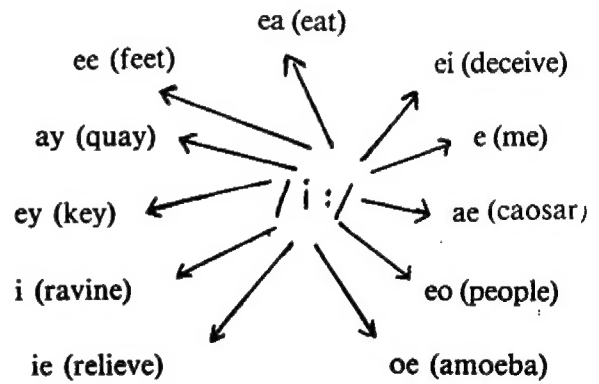 ea (eat)
ee (feet)
ei (deceive)
ay (quay)
e (me)
/i:/
ey (key)
ae (caosar)
i (ravine)
eo (people)
ie (relieve)
oe (amoeba)